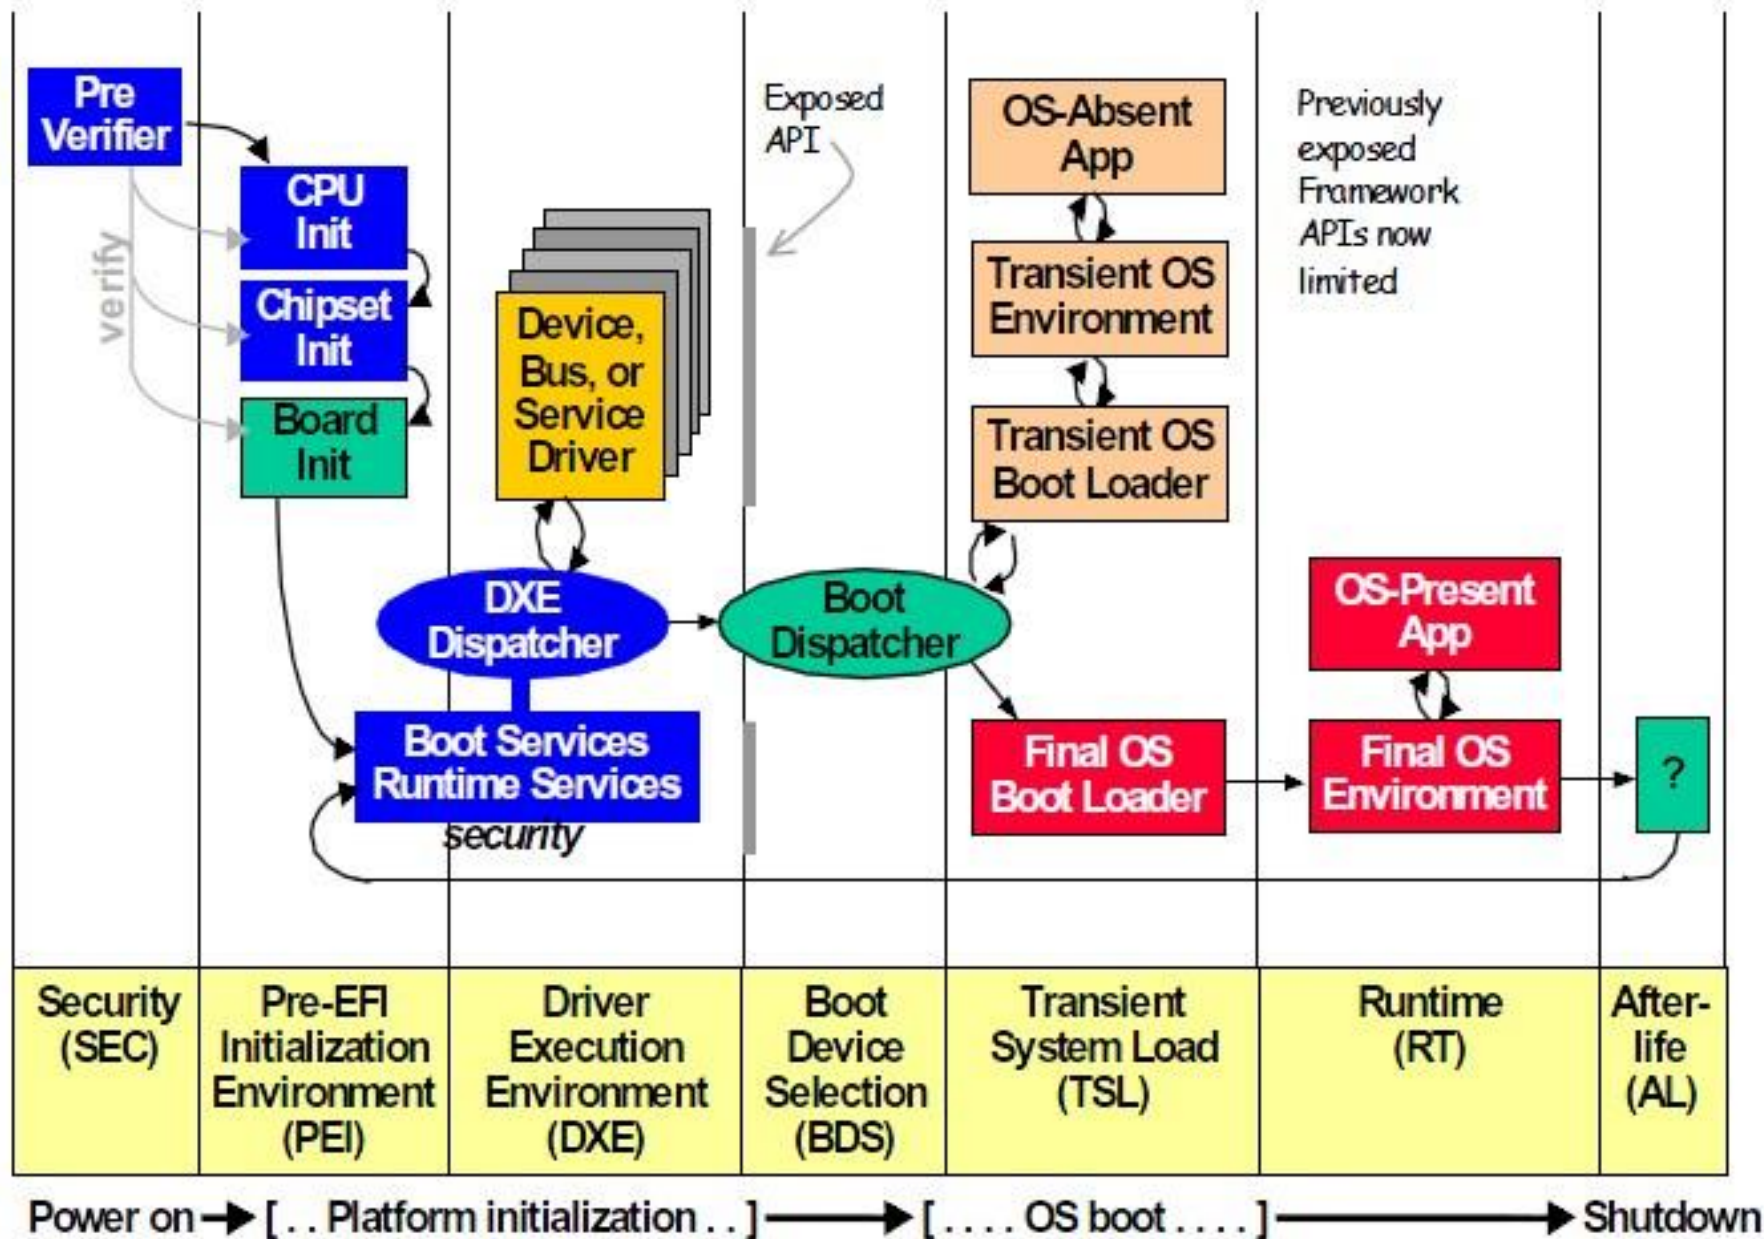 Pre
Verifier
verify
CPU
Init
Chipset
Init
Board
Init
Device,
Bus, or
Service
Driver
DXE
Dispatcher
Boot Services
Runtime Services
security
Exposed
API
Boot
Dispatcher
OS-Absent
App
Transient OS
Environment
Transient OS
Boot Loader
Final OS
Boot Loader
Previously
exposed
Framework
APIs now
limited
OS-Present
App
Final OS
Environment
?
Security
(SEC)
Pre-EFI
Initialization
Environment
(PEI)
Driver
Execution
Environment
(DXE)
Boot
Device
Selection
(BDS)
Transient
System Load
(TSL)
Runtime
(RT)
After-
life
(AL)
Power on [ . . Platform initialization . . ] [ . . . . OS boot . . . . ] Shutdown